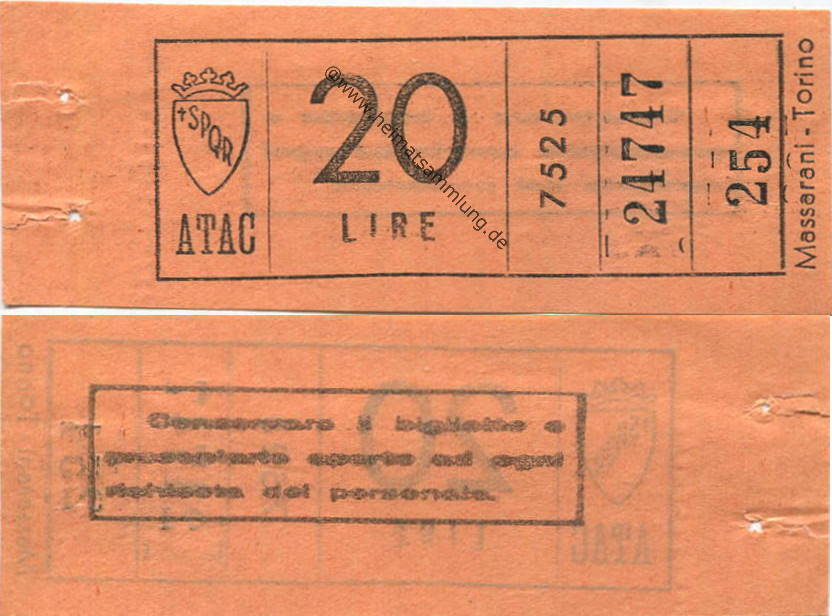 +SPQR
ATAC
20
LIRE
7525
24747
254
Massarani - Torino
@www.heimatsammlung.de
Conservare il biglietto e
presentarlo aperto ad ogni
richiesta del personale.